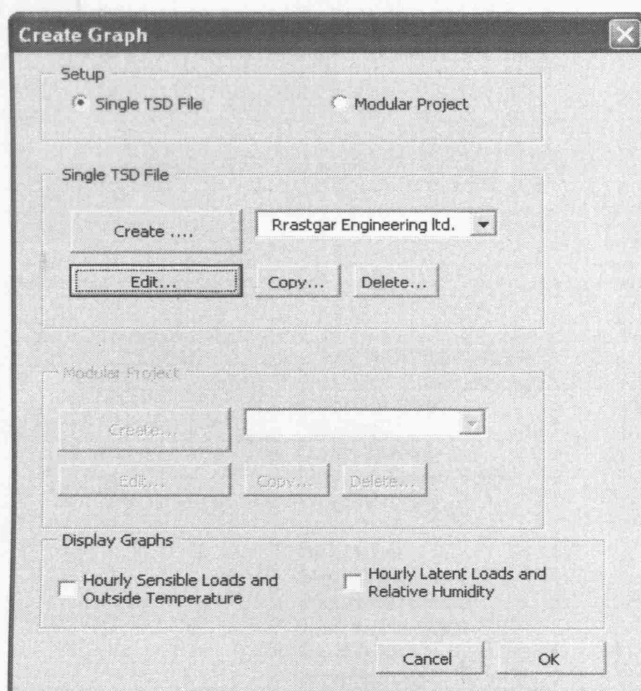 Create Graph
Setup
Single TSD File
Modular Project
Single TSD File
Create ....
Rrastgar Engineering ltd.
Edit...
Copy...
Delete...
Modular Project
Create...
Edit...
Copy...
Delete...
Display Graphs
Hourly Sensible Loads and
Outside Temperature
Hourly Latent Loads and
Relative Humidity
Cancel
OK